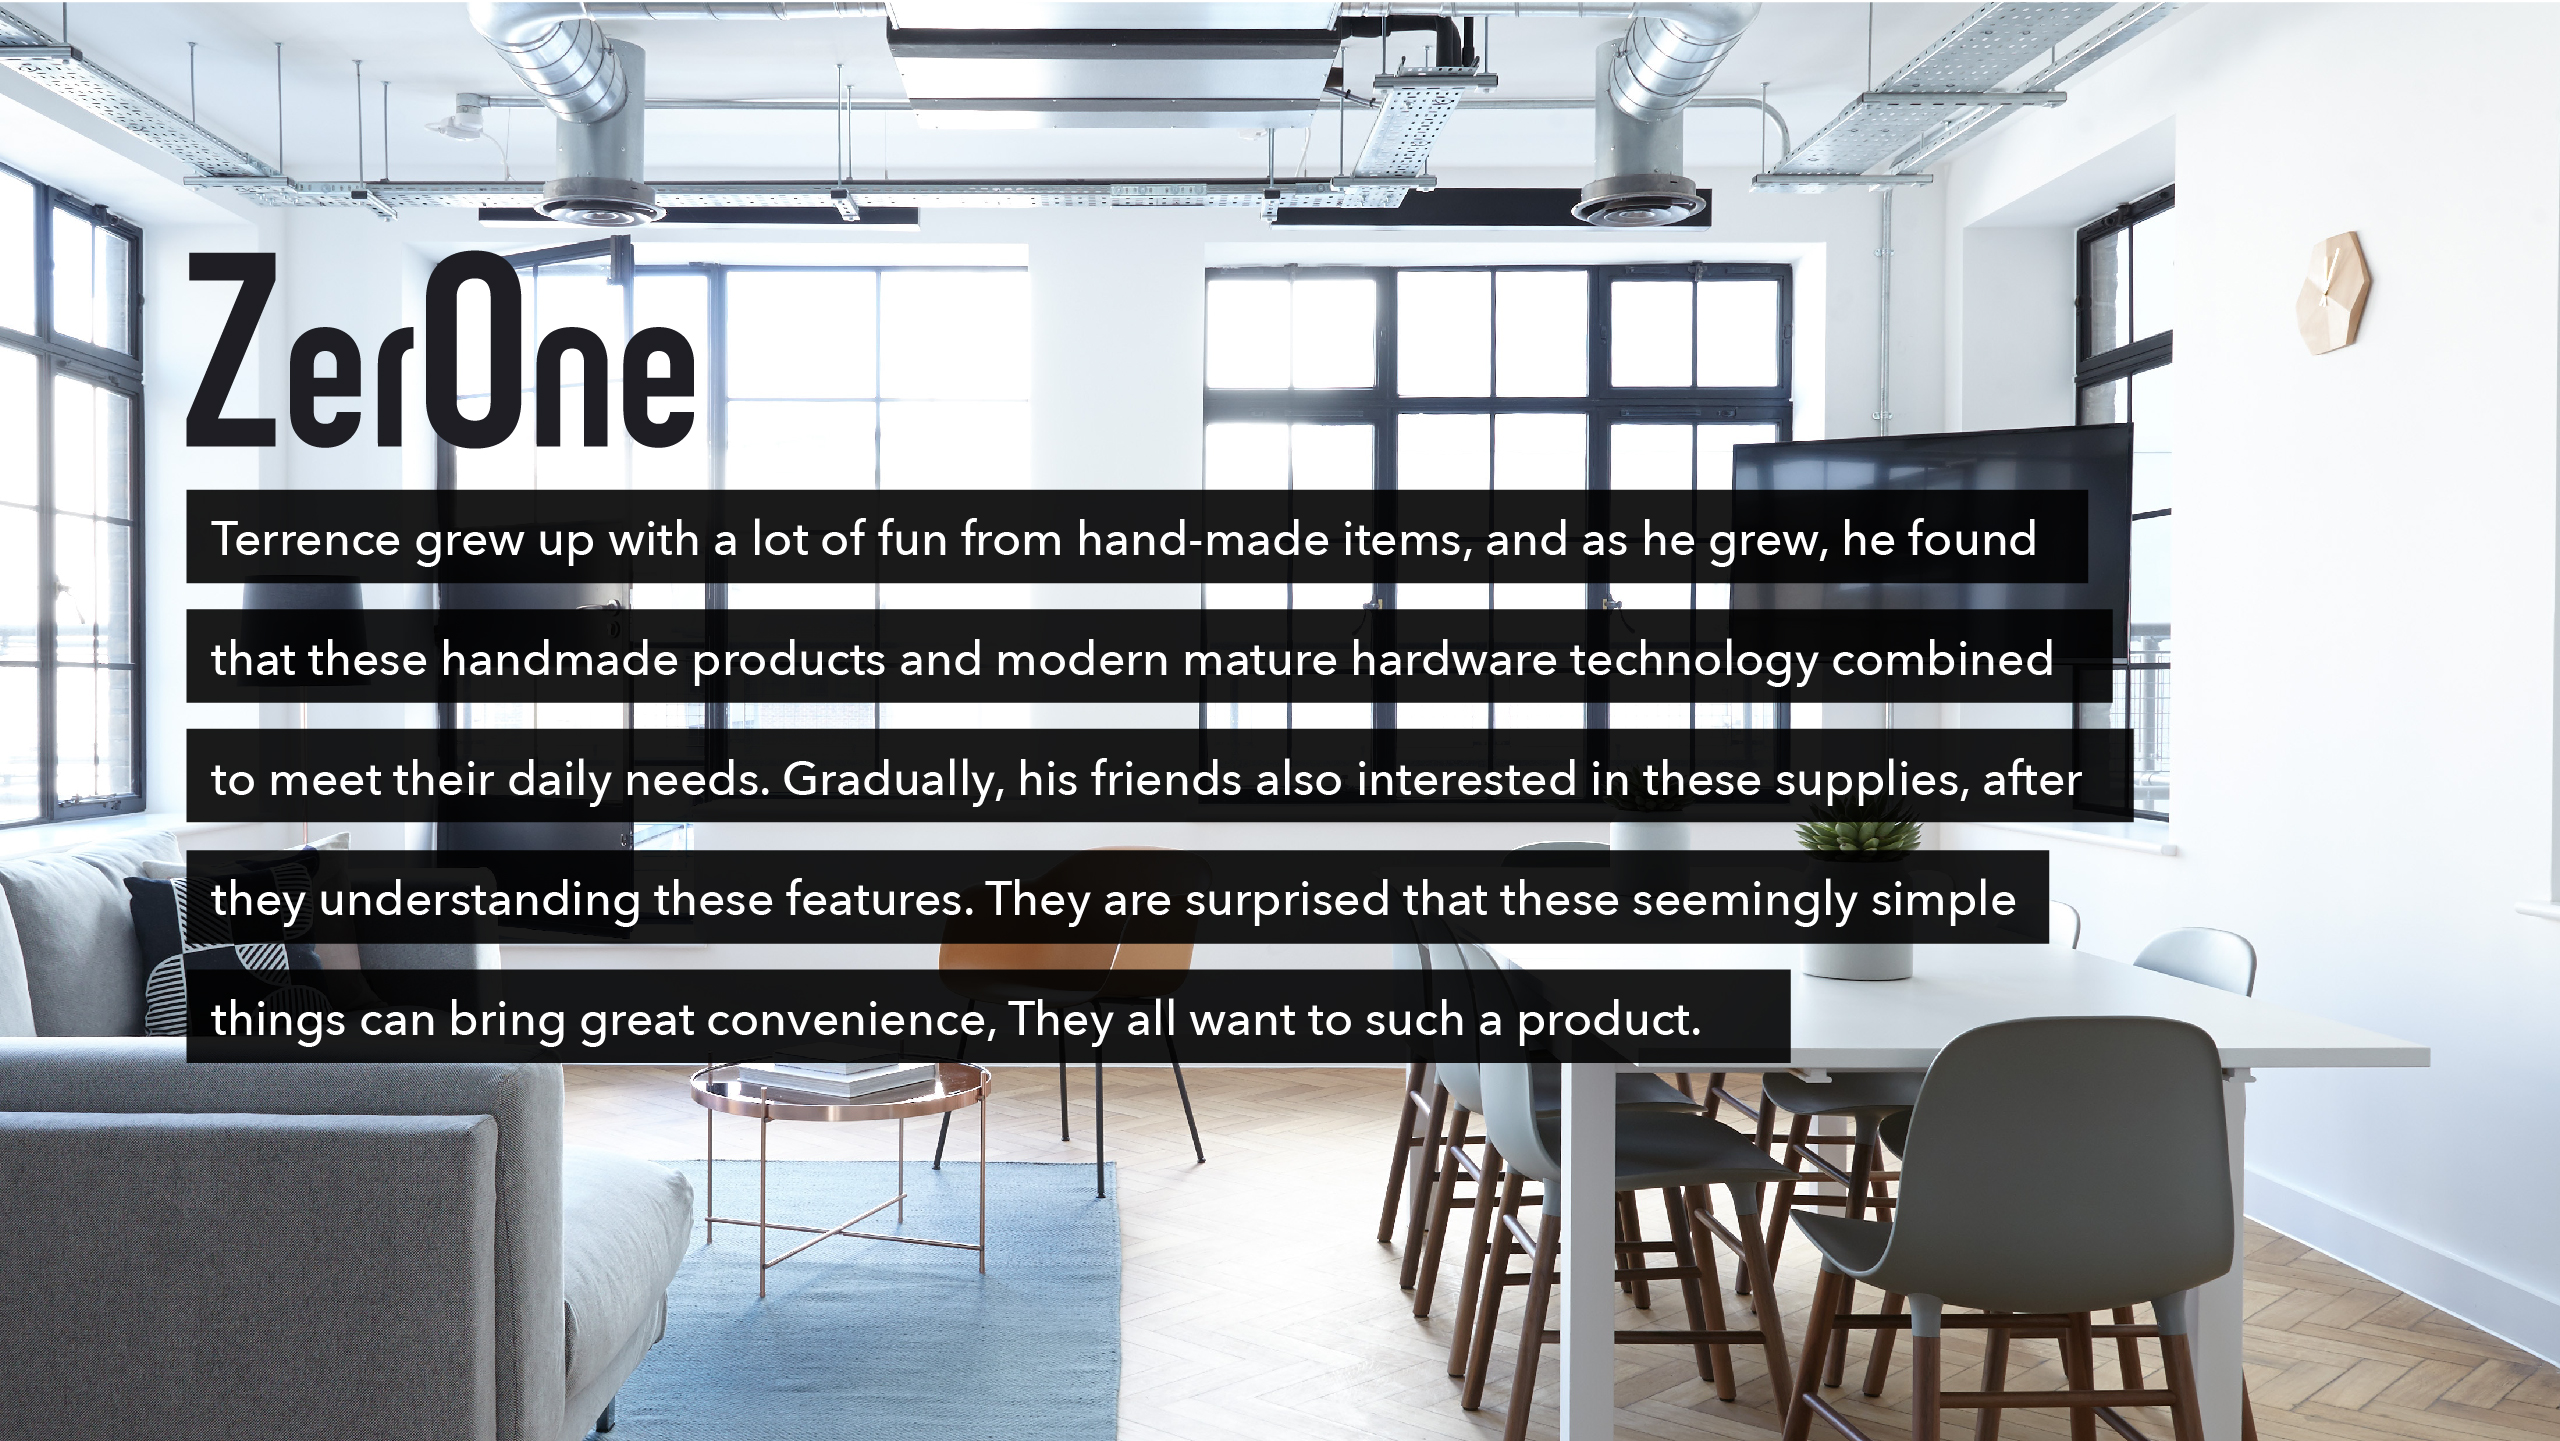 ZerOne
Terrence grew up with a lot of fun from hand-made items, and as he grew, he found
that these handmade products and modern mature hardware technology combined
to meet their daily needs. Gradually, his friends also interested in these supplies, after
they understanding these features. They are surprised that these seemingly simple
things can bring great convenience, They all want to such a product.